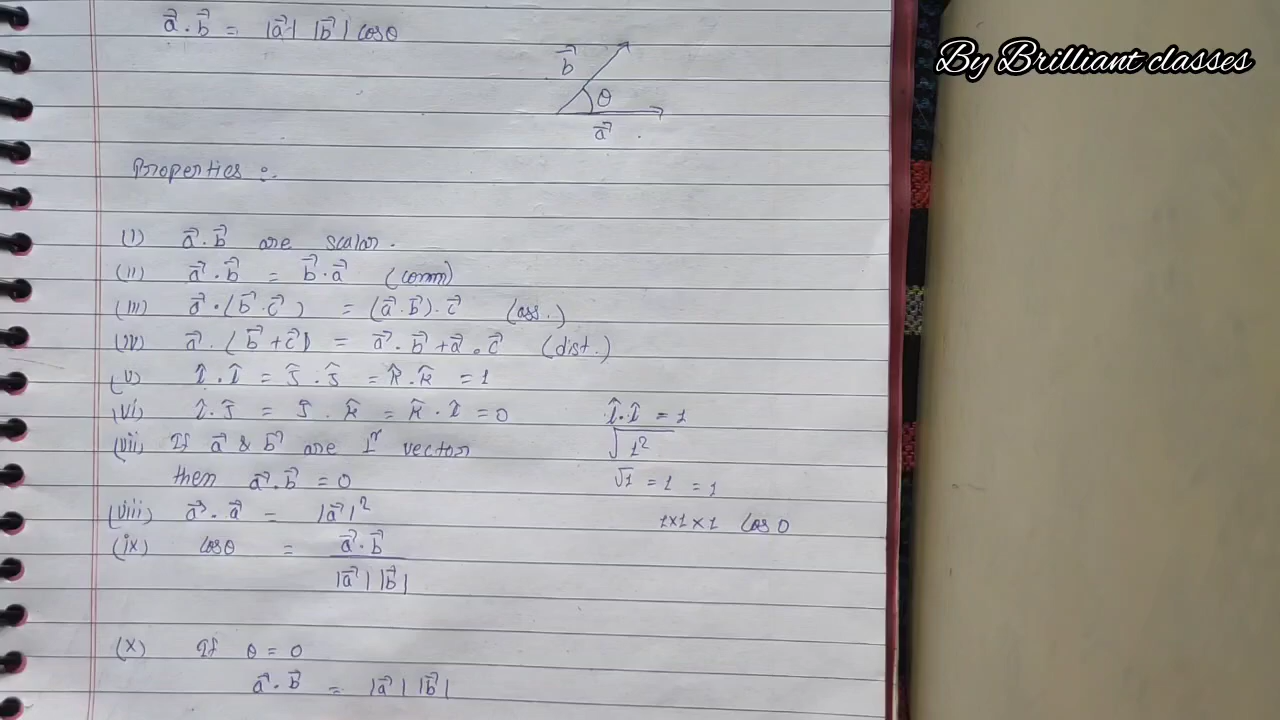 a⃗ . b⃗ = |a⃗| |b⃗| cosθ
b⃗
θ
a⃗
By Brilliant classes
Properties :.
(i) a⃗ . b⃗ are scalar.
(ii) a⃗ . b⃗ = b⃗ . a⃗ (comm)
(iii) a⃗ . (b⃗ . c⃗) = (a⃗ . b⃗) . c⃗ (ass.)
(iv) a⃗ . (b⃗ + c⃗) = a⃗ . b⃗ + a⃗ . c⃗ (dist.)
(v) î . î = ĵ . ĵ = k̂ . k̂ = 1
(vi) î . ĵ = ĵ . k̂ = k̂ . î = 0
î . î = 1
(vii) If a⃗ & b⃗ are ⊥r vector
√1²
then a⃗ . b⃗ = 0
√1 = 1 = 1
(viii) a⃗ . a⃗ = |a⃗|²
1×1×1 Cos 0
(ix) cosθ = a⃗ . b⃗
|a⃗| |b⃗|
(x) If θ = 0
a⃗ . b⃗ = |a⃗| |b⃗|